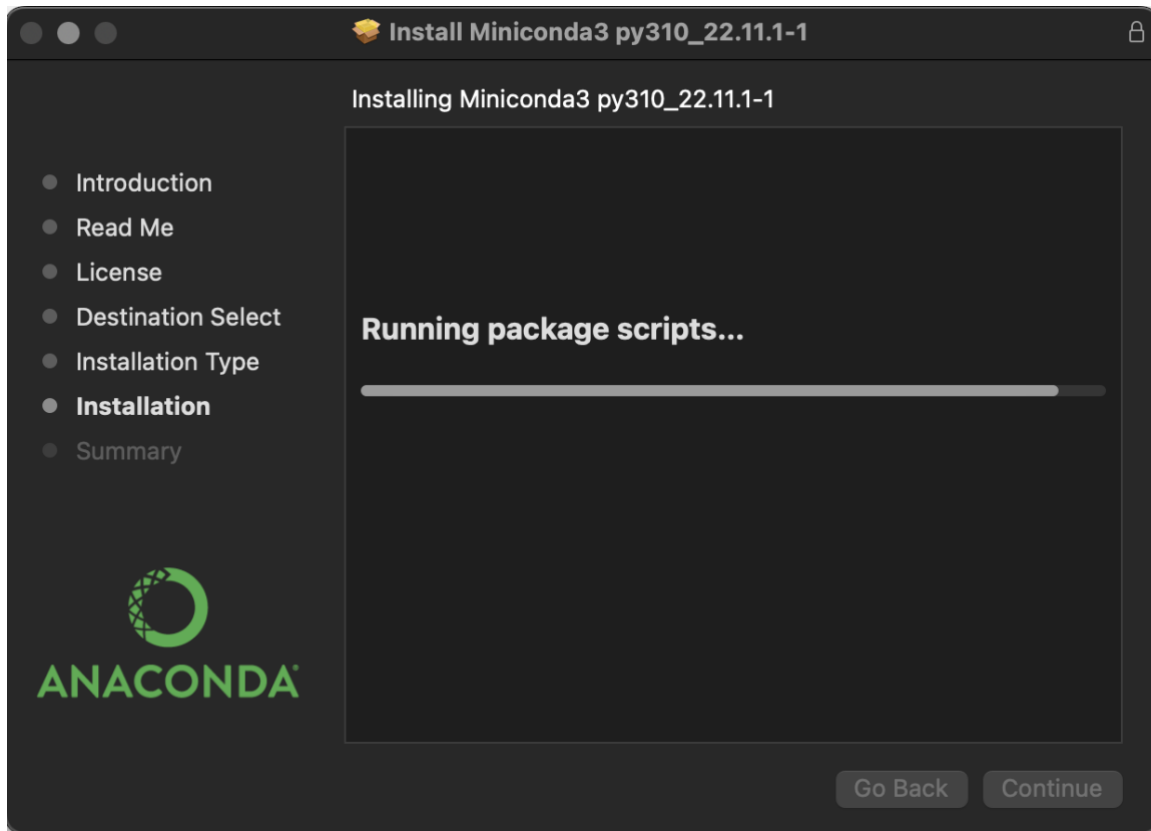 Install Miniconda3 py310_22.11.1-1
Installing Miniconda3 py310_22.11.1-1
Introduction
Read Me
License
Destination Select
Installation Type
Installation
Summary
Running package scripts...
ANACONDA®
Go Back
Continue